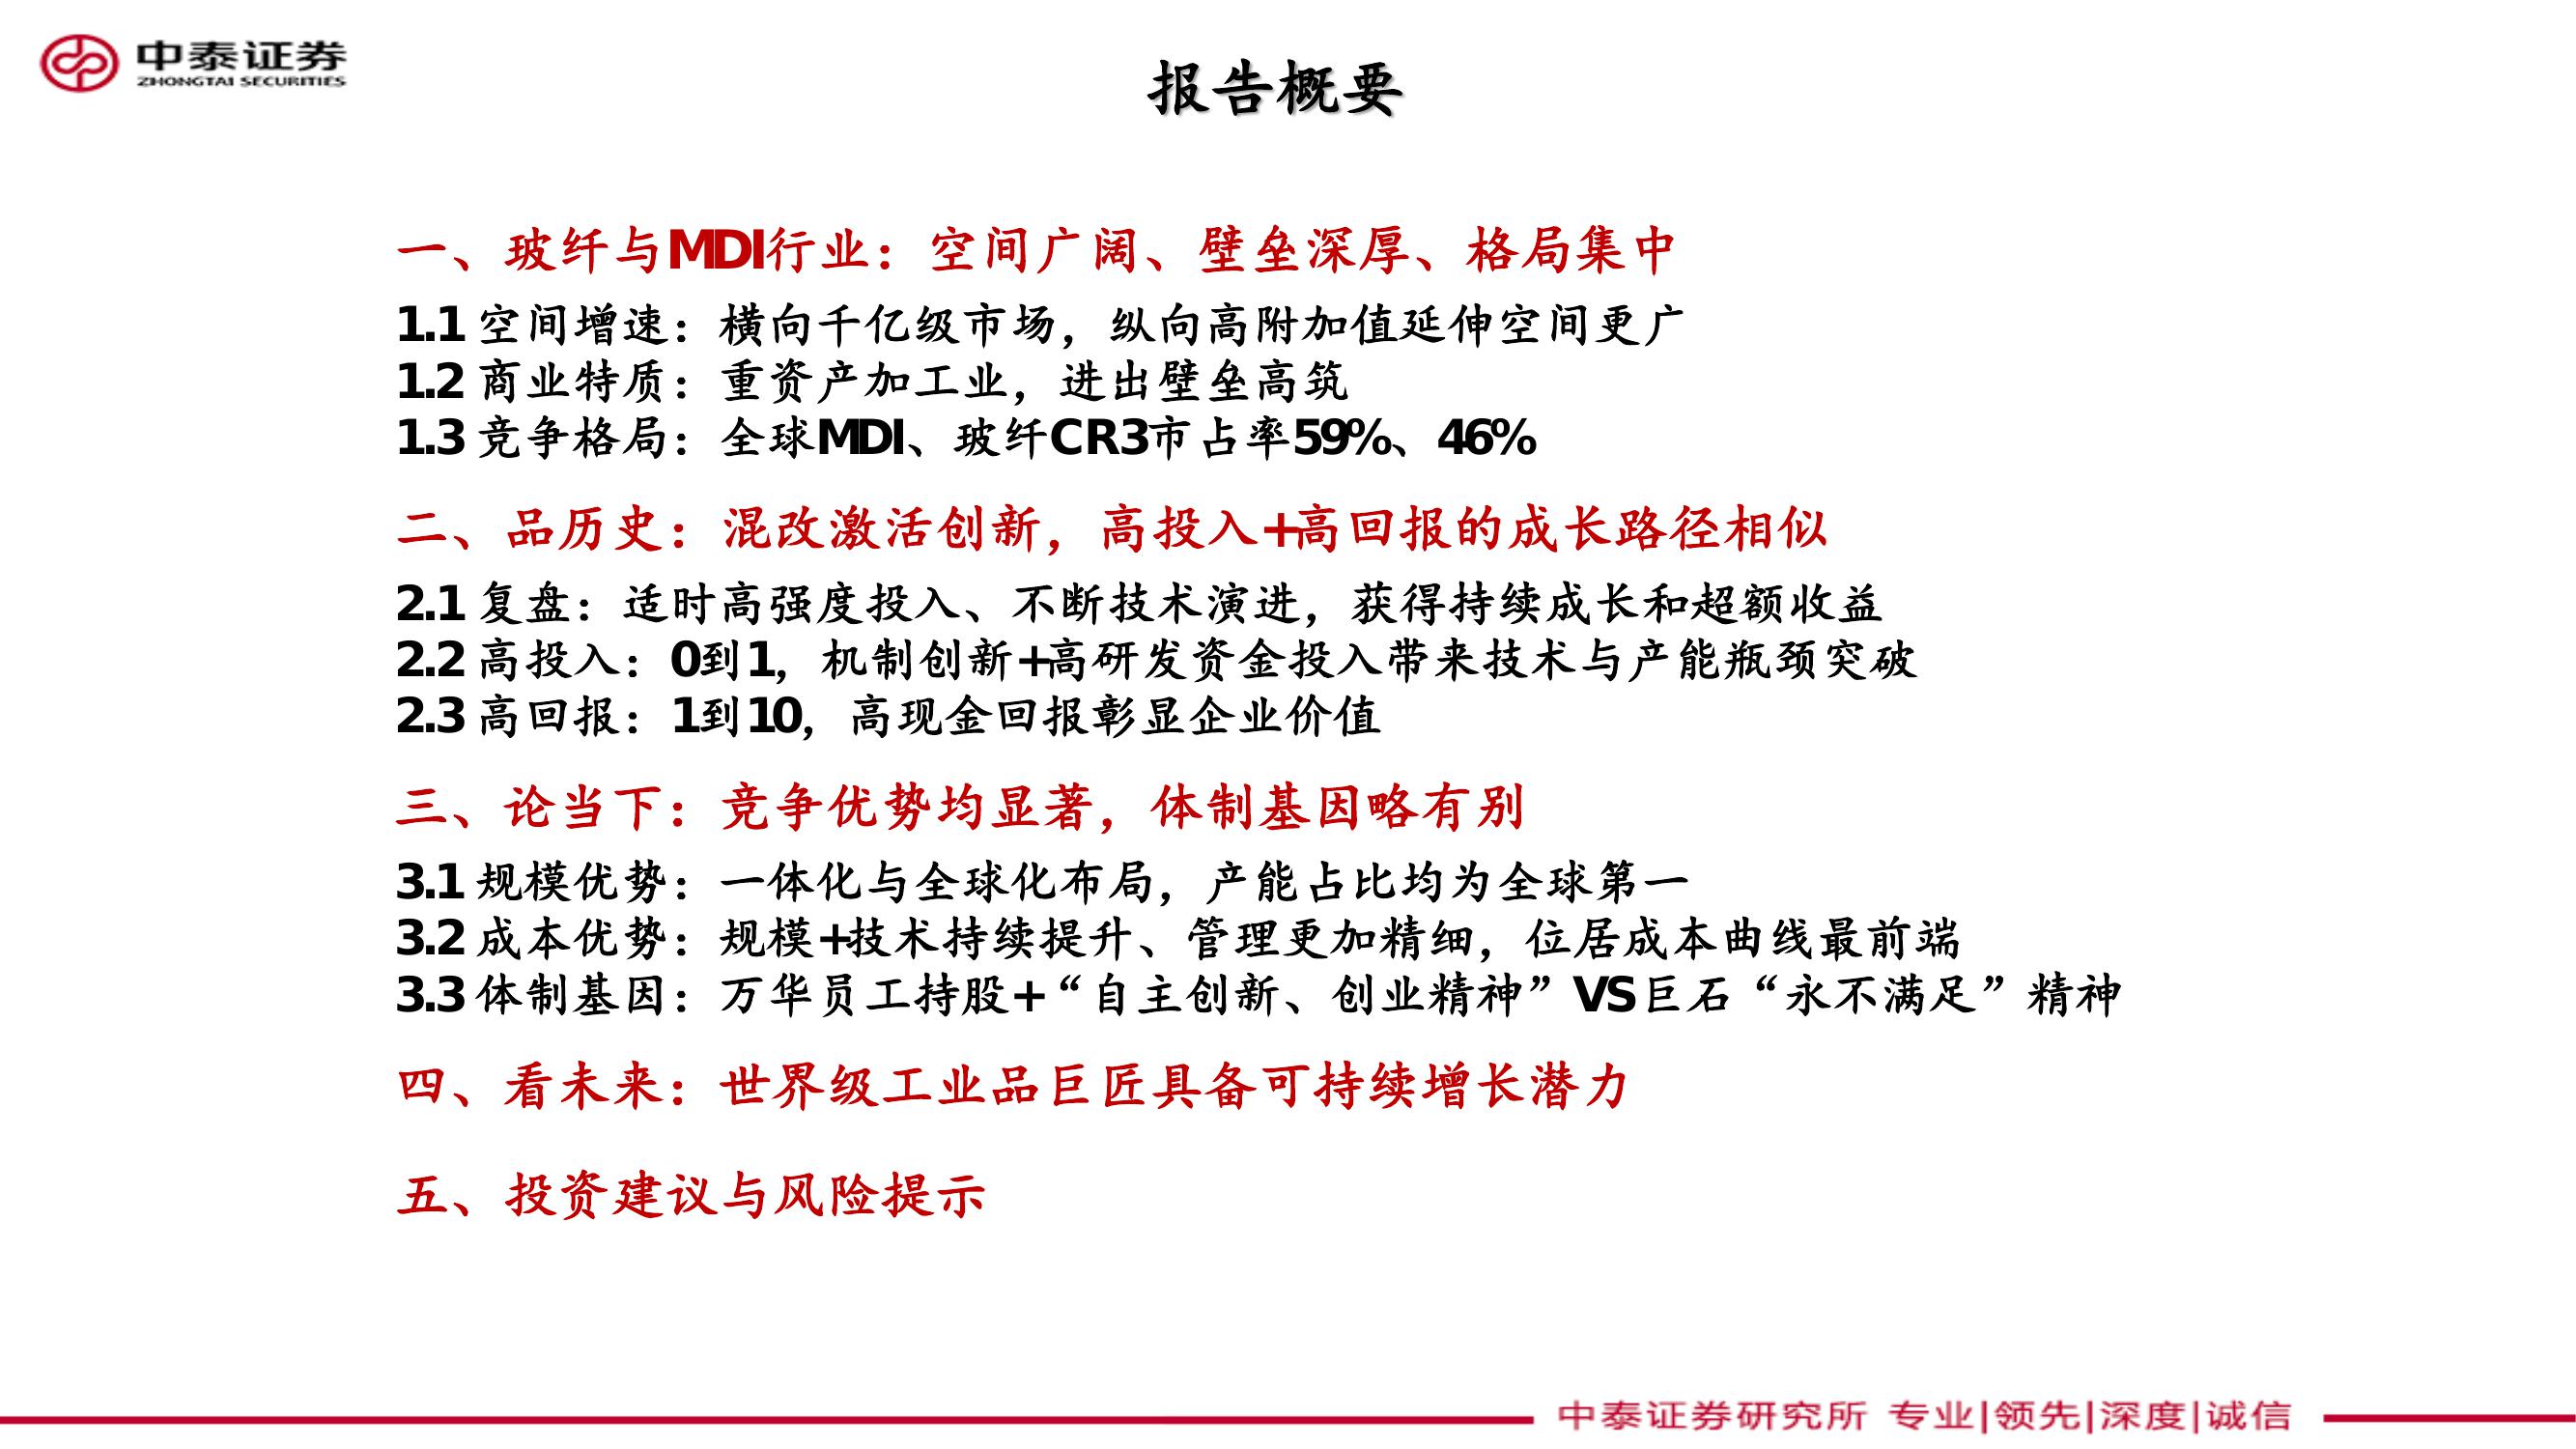 中泰证券
ZHONGTAI SECURITIES
报告概要
一、玻纤与MDI行业：空间广阔、壁垒深厚、格局集中
1.1 空间增速：横向千亿级市场，纵向高附加值延伸空间更广
1.2 商业特质：重资产加工业，进出壁垒高筑
1.3 竞争格局：全球MDI、玻纤CR3市占率59%、46%
二、品历史：混改激活创新，高投入+高回报的成长路径相似
2.1 复盘：适时高强度投入、不断技术演进，获得持续成长和超额收益
2.2 高投入：0到1，机制创新+高研发资金投入带来技术与产能瓶颈突破
2.3 高回报：1到10，高现金回报彰显企业价值
三、论当下：竞争优势均显著，体制基因略有别
3.1 规模优势：一体化与全球化布局，产能占比均为全球第一
3.2 成本优势：规模+技术持续提升、管理更加精细，位居成本曲线最前端
3.3 体制基因：万华员工持股+“自主创新、创业精神”VS巨石“永不满足”精神
四、看未来：世界级工业品巨匠具备可持续增长潜力
五、投资建议与风险提示
中泰证券研究所 专业|领先|深度|诚信